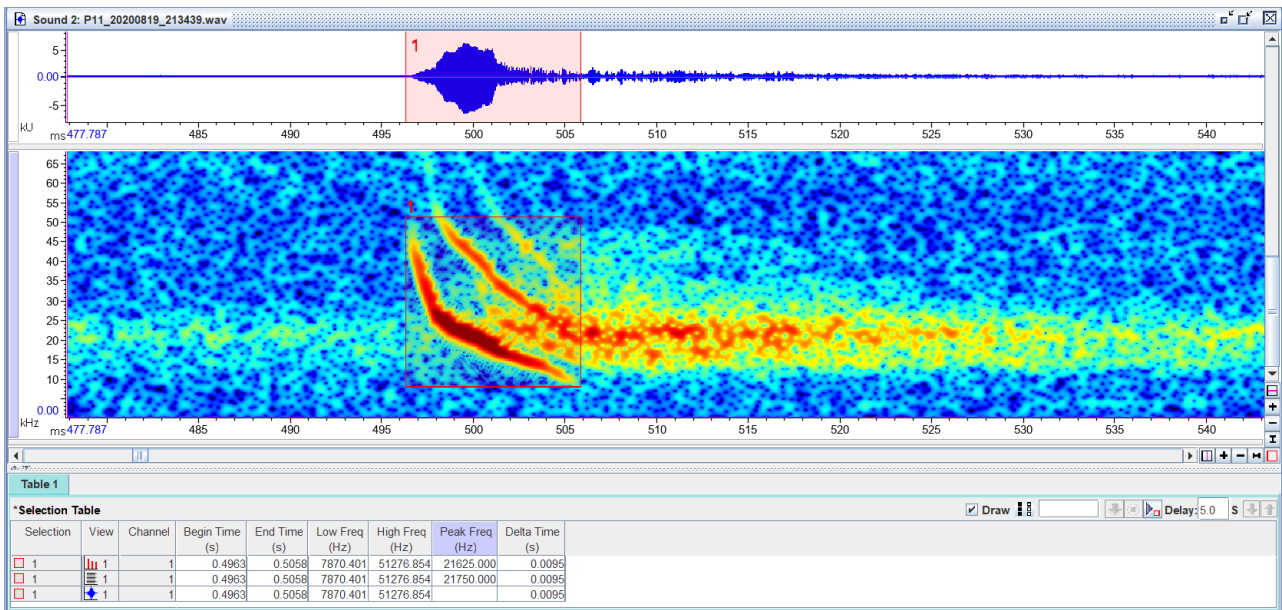 Sound 2: P11_20200819_213439.wav
1
5
0.00
-5
kU
ms 477.787 485 490 495 500 505 510 515 520 525 530 535 540
65
60
55
50
1
45
40
35
30
25
20
15
10
0.00
kHz
ms 477.787 485 490 495 500 505 510 515 520 525 530 535 540
Table 1
*Selection Table Draw Delay: 5.0 S
Selection View Channel Begin Time End Time Low Freq High Freq Peak Freq Delta Time
(s) (s) (Hz) (Hz) (Hz) (s)
1 1 1 0.4963 0.5058 7870.401 51276.854 21625.000 0.0095
1 1 1 0.4963 0.5058 7870.401 51276.854 21750.000 0.0095
1 1 1 0.4963 0.5058 7870.401 51276.854 0.0095